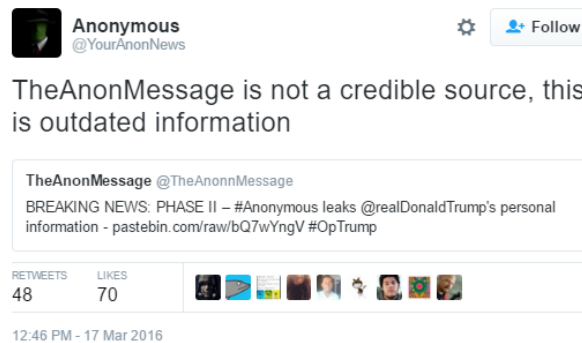 Anonymous
@YourAnonNews
Follow
TheAnonMessage is not a credible source, this
is outdated information
TheAnonMessage @TheAnonnMessage
BREAKING NEWS: PHASE II – #Anonymous leaks @realDonaldTrump's personal
information - pastebin.com/raw/bQ7wYngV #OpTrump
RETWEETS LIKES
48 70
12:46 PM - 17 Mar 2016